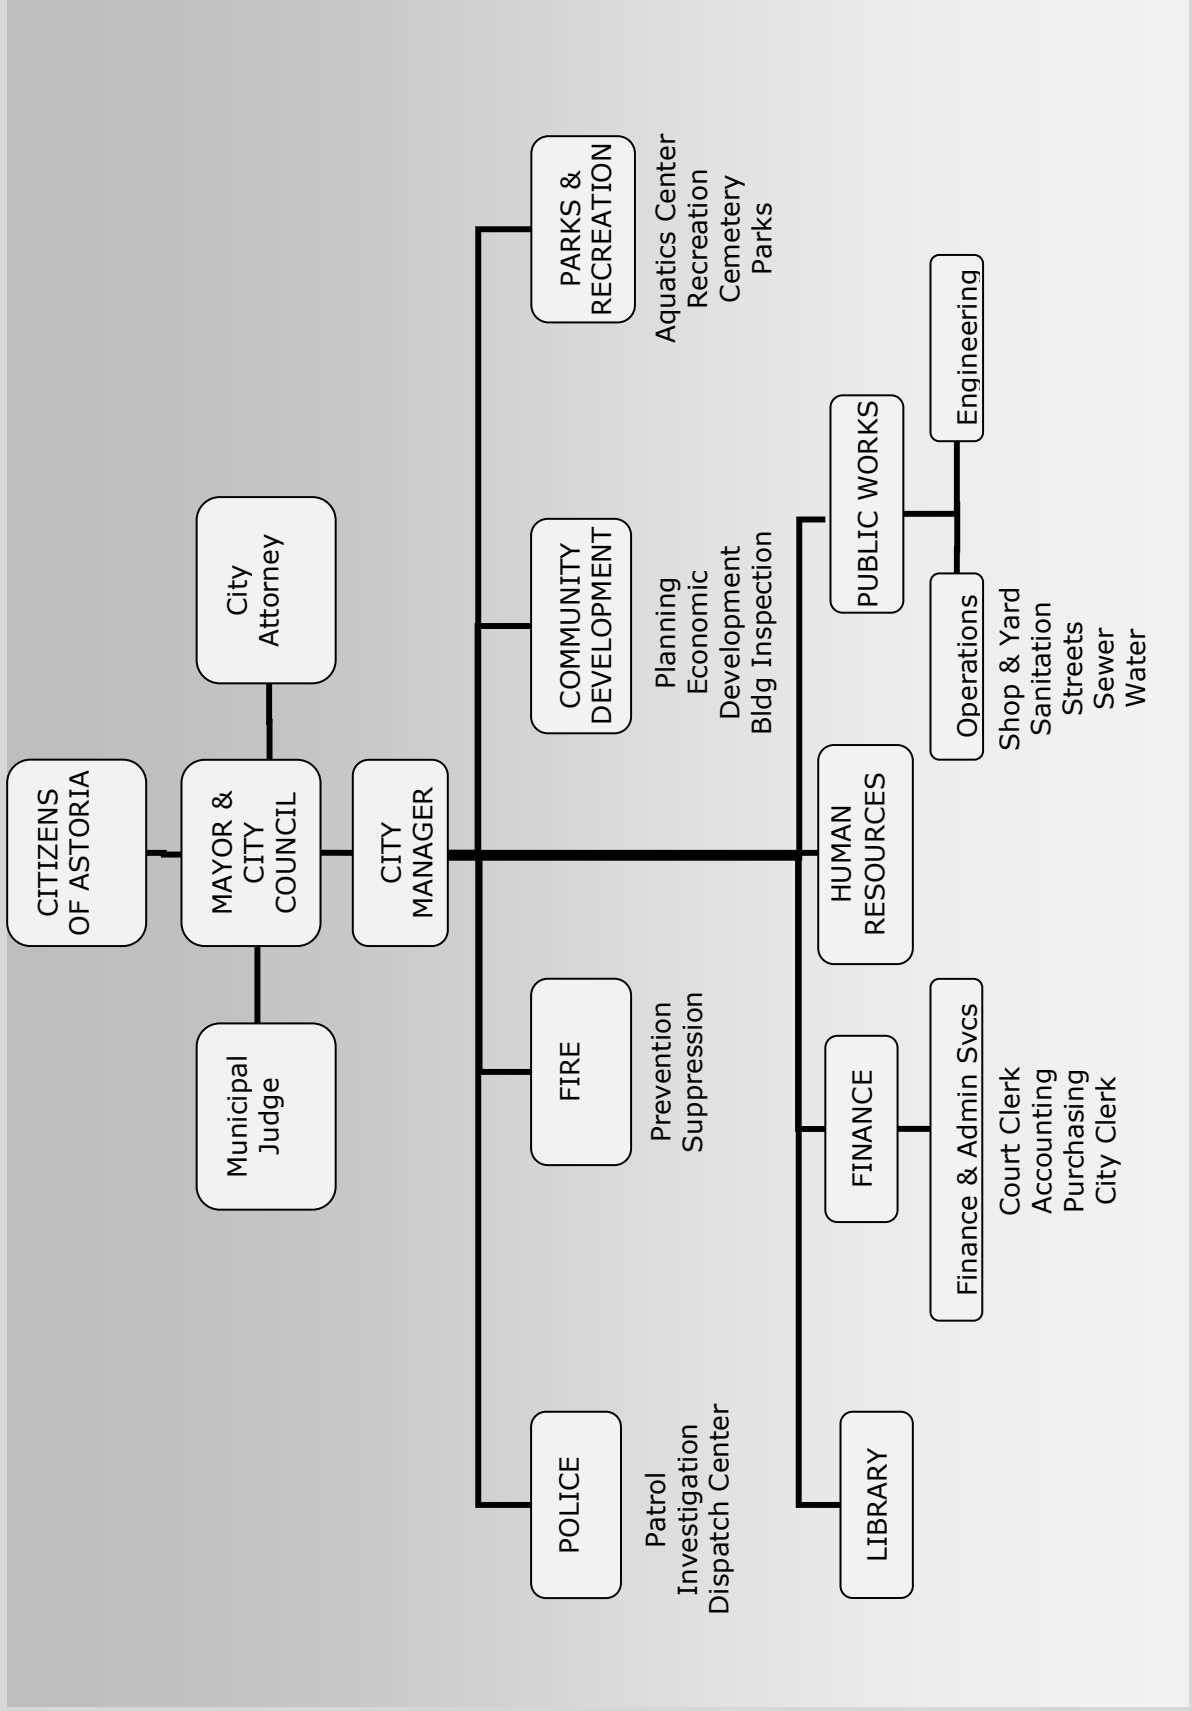 CITIZENS
OF ASTORIA
Municipal
Judge
MAYOR &
CITY
COUNCIL
City
Attorney
CITY
MANAGER
POLICE
Patrol
Investigation
Dispatch Center
FIRE
Prevention
Suppression
COMMUNITY
DEVELOPMENT
Planning
Economic
Development
Bldg Inspection
PARKS &
RECREATION
Aquatics Center
Recreation
Cemetery
Parks
LIBRARY
FINANCE
Finance & Admin Svcs
Court Clerk
Accounting
Purchasing
City Clerk
HUMAN
RESOURCES
PUBLIC WORKS
Operations
Shop & Yard
Sanitation
Streets
Sewer
Water
Engineering